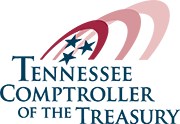 TENNESSEE
COMPTROLLER
OF THE TREASURY